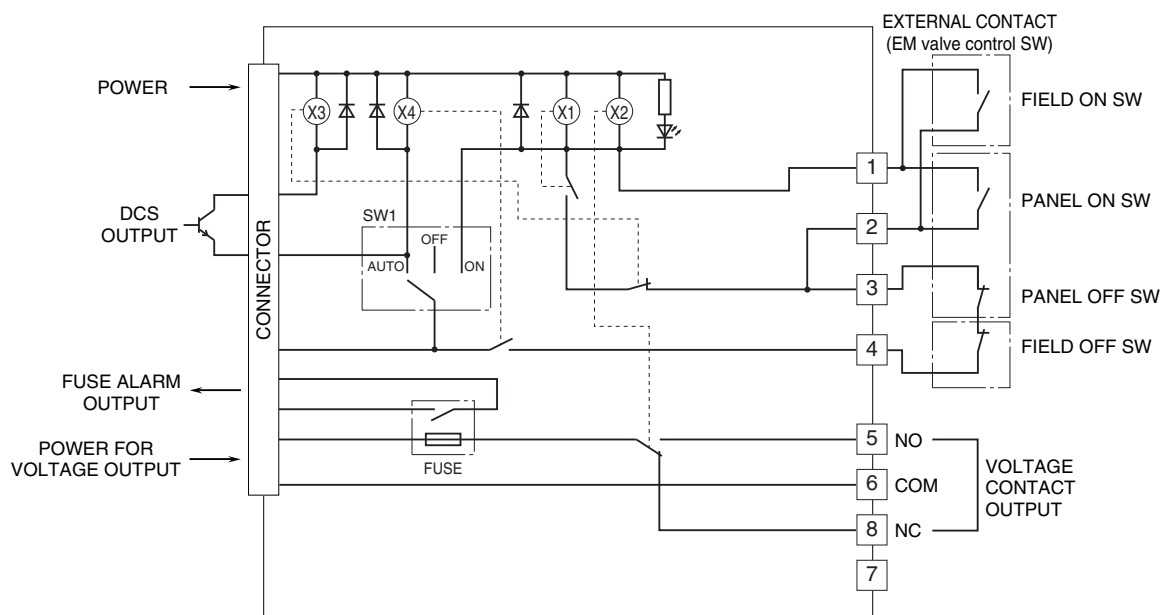 EXTERNAL CONTACT
(EM valve control SW)
POWER
X3
X4
X1
X2
FIELD ON SW
1
PANEL ON SW
DCS
OUTPUT
SW1
OFF
AUTO
ON
2
CONNECTOR
3
PANEL OFF SW
4
FIELD OFF SW
FUSE ALARM
OUTPUT
POWER FOR
VOLTAGE OUTPUT
FUSE
5
NO
6
COM
8
NC
VOLTAGE
CONTACT
OUTPUT
7